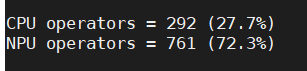 CPU operators = 292 (27.7%)
NPU operators = 761 (72.3%)